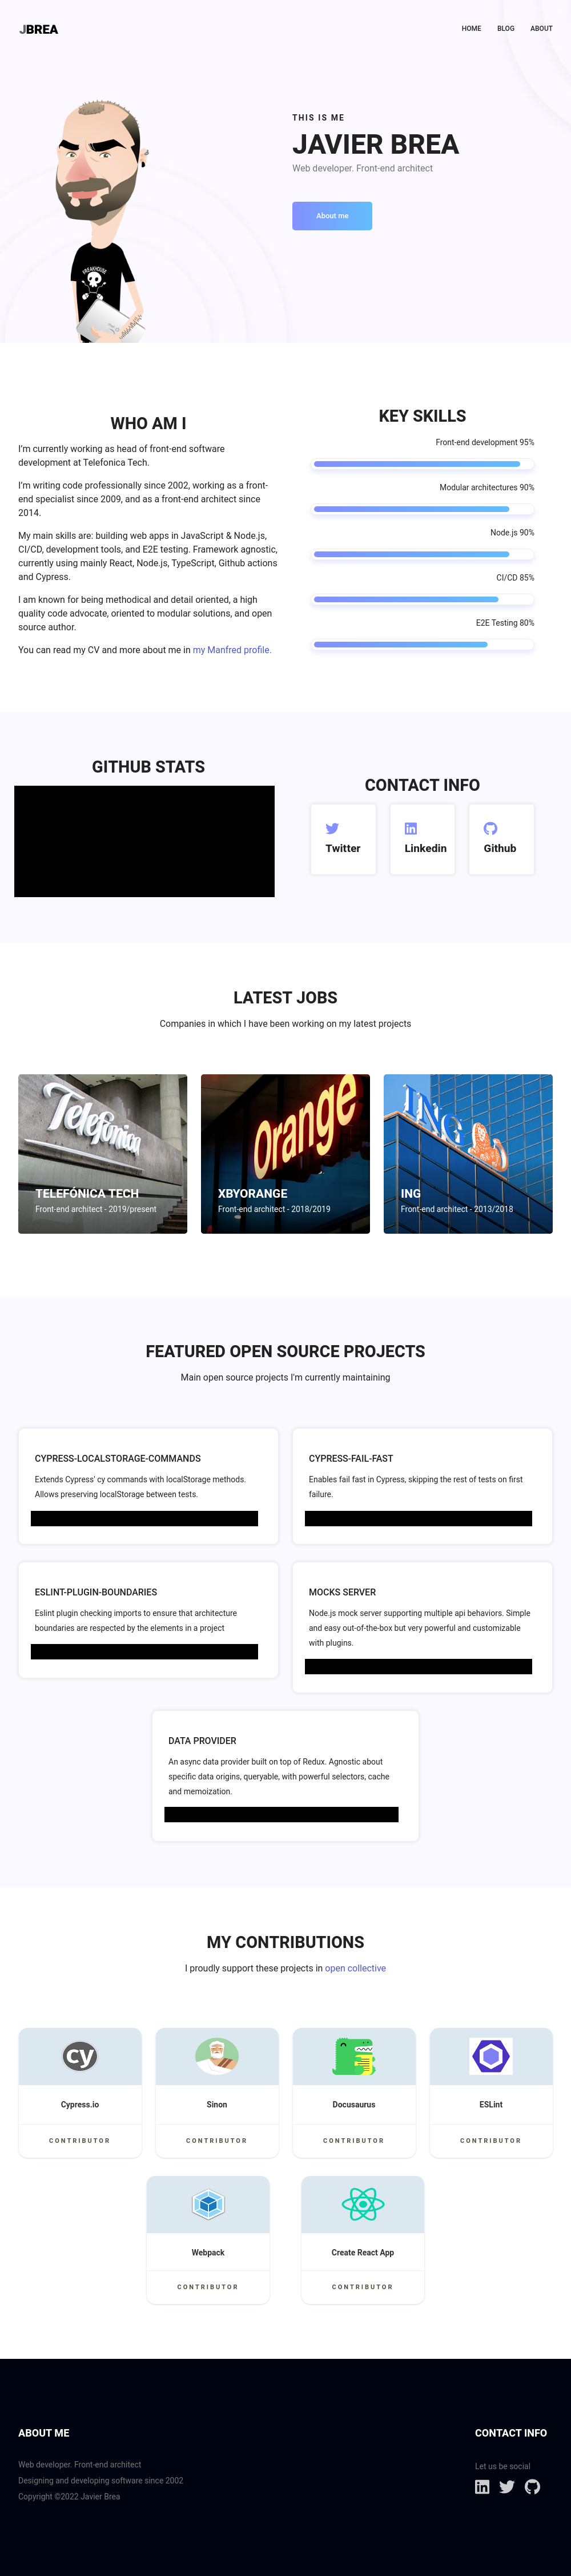 JBREA
HOME BLOG ABOUT
THIS IS ME
JAVIER BREA
Web developer. Front-end architect
About me
BREAKHOUSE
WHO AM I
I'm currently working as head of front-end software
development at Telefonica Tech.
I'm writing code professionally since 2002, working as a front-
end specialist since 2009, and as a front-end architect since
2014.
My main skills are: building web apps in JavaScript & Node.js,
CI/CD, development tools, and E2E testing. Framework agnostic,
currently using mainly React, Node.js, TypeScript, Github actions
and Cypress.
I am known for being methodical and detail oriented, a high
quality code advocate, oriented to modular solutions, and open
source author.
You can read my CV and more about me in my Manfred profile.
KEY SKILLS
Front-end development 95%
Modular architectures 90%
Node.js 90%
CI/CD 85%
E2E Testing 80%
GITHUB STATS
CONTACT INFO
Twitter
Linkedin
Github
LATEST JOBS
Companies in which I have been working on my latest projects
Telefónica
TELEFÓNICA TECH
Front-end architect - 2019/present
Orange
XBYORANGE
Front-end architect - 2018/2019
ING
ING
Front-end architect - 2013/2018
FEATURED OPEN SOURCE PROJECTS
Main open source projects I'm currently maintaining
CYPRESS-LOCALSTORAGE-COMMANDS
Extends Cypress' cy commands with localStorage methods.
Allows preserving localStorage between tests.
CYPRESS-FAIL-FAST
Enables fail fast in Cypress, skipping the rest of tests on first
failure.
ESLINT-PLUGIN-BOUNDARIES
Eslint plugin checking imports to ensure that architecture
boundaries are respected by the elements in a project
MOCKS SERVER
Node.js mock server supporting multiple api behaviors. Simple
and easy out-of-the-box but very powerful and customizable
with plugins.
DATA PROVIDER
An async data provider built on top of Redux. Agnostic about
specific data origins, queryable, with powerful selectors, cache
and memoization.
MY CONTRIBUTIONS
I proudly support these projects in open collective
cy
Cypress.io
CONTRIBUTOR
Sinon
CONTRIBUTOR
Docusaurus
CONTRIBUTOR
ESLint
CONTRIBUTOR
Webpack
CONTRIBUTOR
Create React App
CONTRIBUTOR
ABOUT ME
Web developer. Front-end architect
Designing and developing software since 2002
Copyright ©2022 Javier Brea
CONTACT INFO
Let us be social